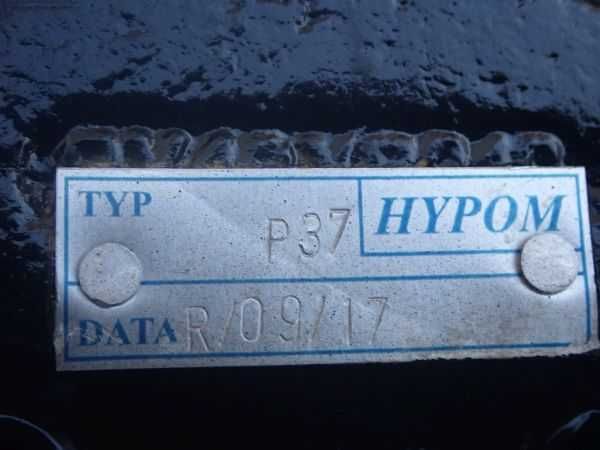 TYP P37 HYPOM
DATA R/09/17